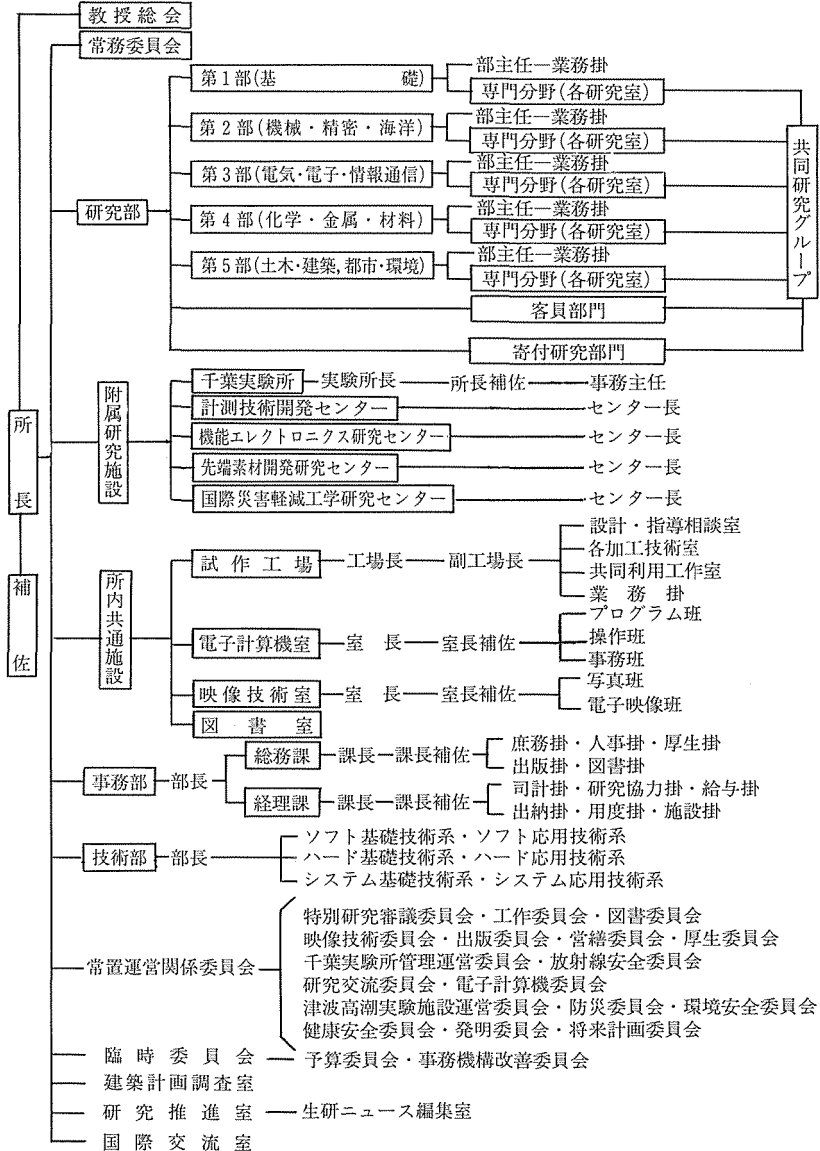 教授総会
常務委員会
第1部(基礎)
部主任―業務掛
専門分野(各研究室)
第2部(機械・精密・海洋)
部主任―業務掛
専門分野(各研究室)
第3部(電気・電子・情報通信)
部主任―業務掛
専門分野(各研究室)
研究部
第4部(化学・金属・材料)
部主任―業務掛
専門分野(各研究室)
第5部(土木・建築,都市・環境)
部主任―業務掛
専門分野(各研究室)
共同研究グループ
客員部門
寄付研究部門
所長
補佐
附属研究施設
千葉実験所 実験所長 所長補佐 事務主任
計測技術開発センター センター長
機能エレクトロニクス研究センター センター長
先端素材開発研究センター センター長
国際災害軽減工学研究センター センター長
所内共通施設
試作工場 工場長 副工場長
設計・指導相談室
各加工技術室
共同利用工作室
業務掛
電子計算機室 室長 室長補佐
プログラム班
操作班
事務班
映像技術室 室長 室長補佐
写真班
電子映像班
図書室
事務部 部長
総務課 課長 課長補佐
庶務掛・人事掛・厚生掛
出版掛・図書掛
経理課 課長 課長補佐
司計掛・研究協力掛・給与掛
出納掛・用度掛・施設掛
技術部 部長
ソフト基礎技術系・ソフト応用技術系
ハード基礎技術系・ハード応用技術系
システム基礎技術系・システム応用技術系
常置運営関係委員会
特別研究審議委員会・工作委員会・図書委員会
映像技術委員会・出版委員会・営繕委員会・厚生委員会
千葉実験所管理運営委員会・放射線安全委員会
研究交流委員会・電子計算機委員会
津波高潮実験施設運営委員会・防災委員会・環境安全委員会
健康安全委員会・発明委員会・将来計画委員会
臨時委員会 予算委員会・事務機構改善委員会
建築計画調査室
研究推進室 生研ニュース編集室
国際交流室